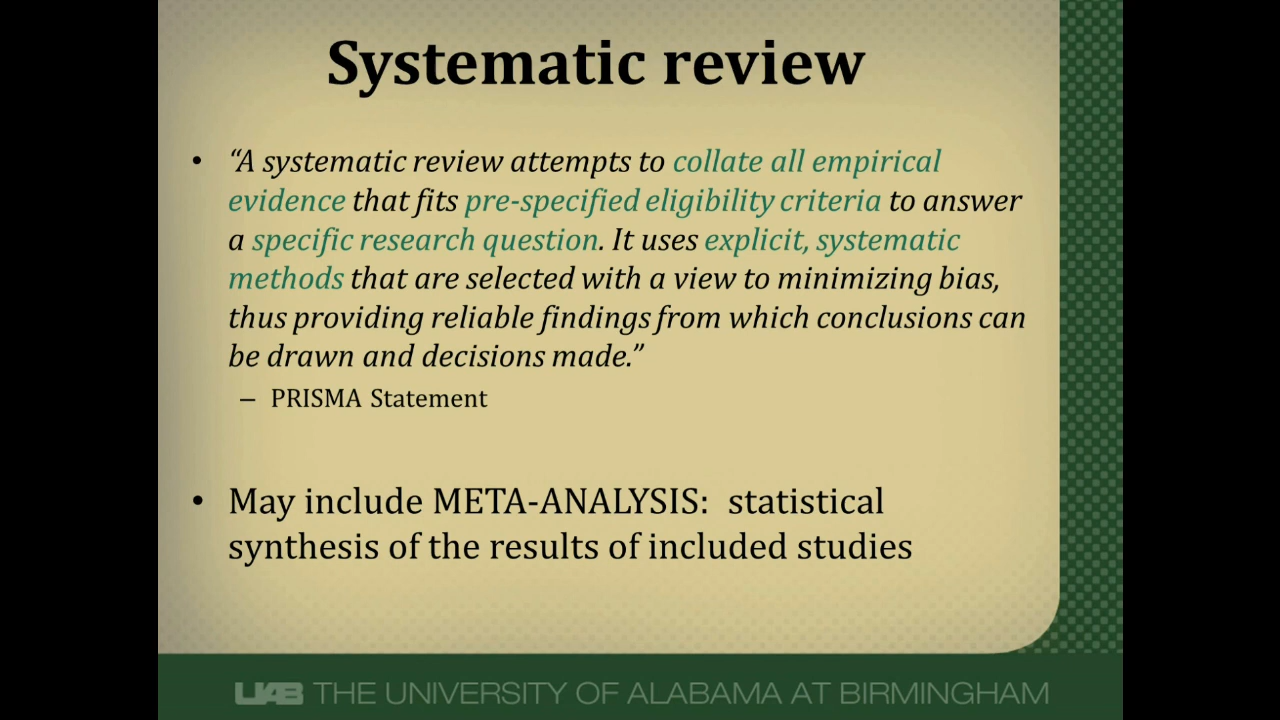 Systematic review
• “A systematic review attempts to collate all empirical
evidence that fits pre-specified eligibility criteria to answer
a specific research question. It uses explicit, systematic
methods that are selected with a view to minimizing bias,
thus providing reliable findings from which conclusions can
be drawn and decisions made.”
– PRISMA Statement
• May include META-ANALYSIS:  statistical
synthesis of the results of included studies
UAB THE UNIVERSITY OF ALABAMA AT BIRMINGHAM